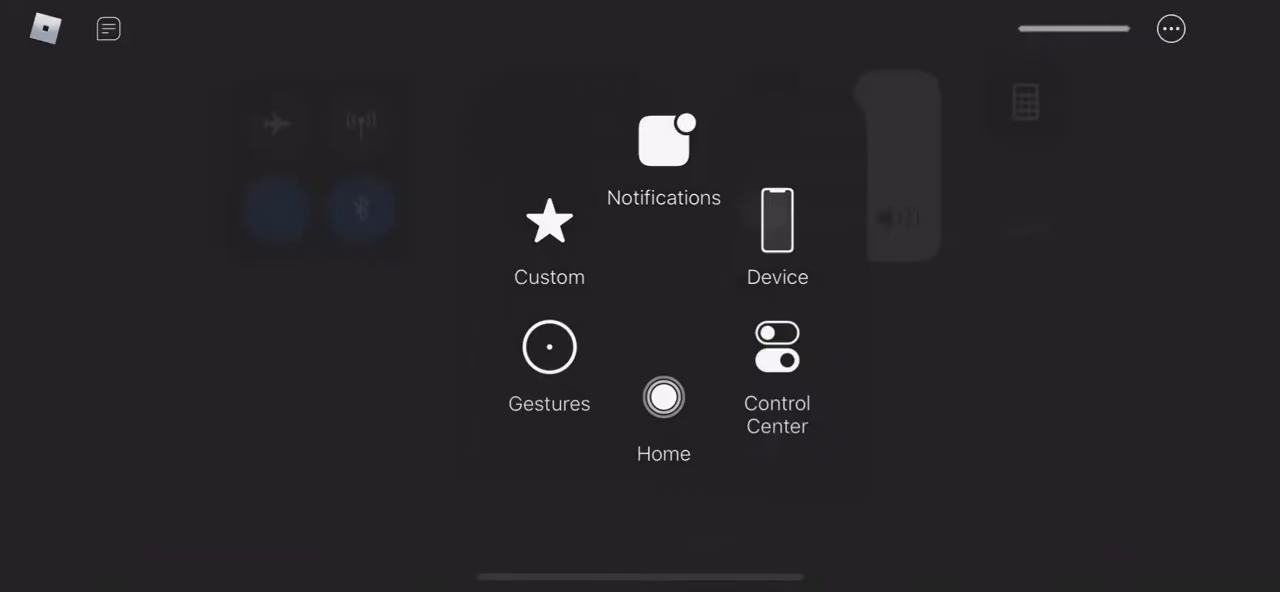 Notifications
Custom
Device
Gestures
Control
Center
Home